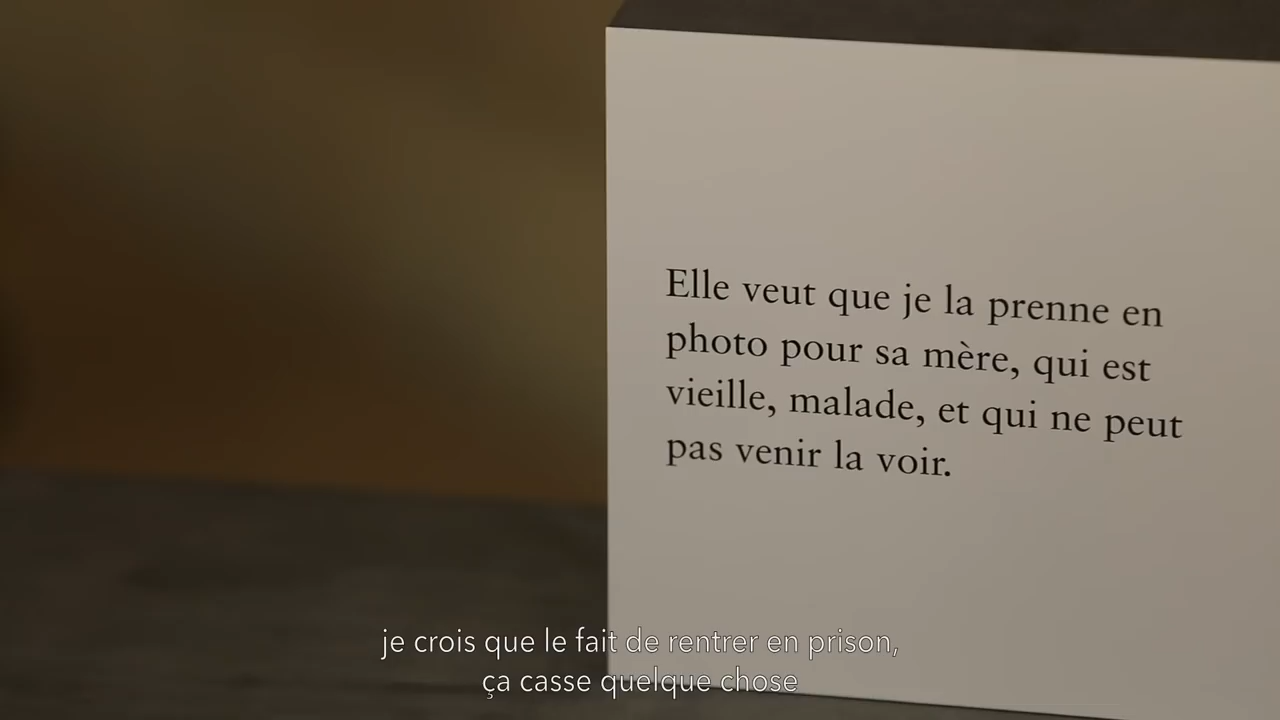 Elle veut que je la prenne en
photo pour sa mère, qui est
vieille, malade, et qui ne peut
pas venir la voir.
je crois que le fait de rentrer en prison,
ça casse quelque chose